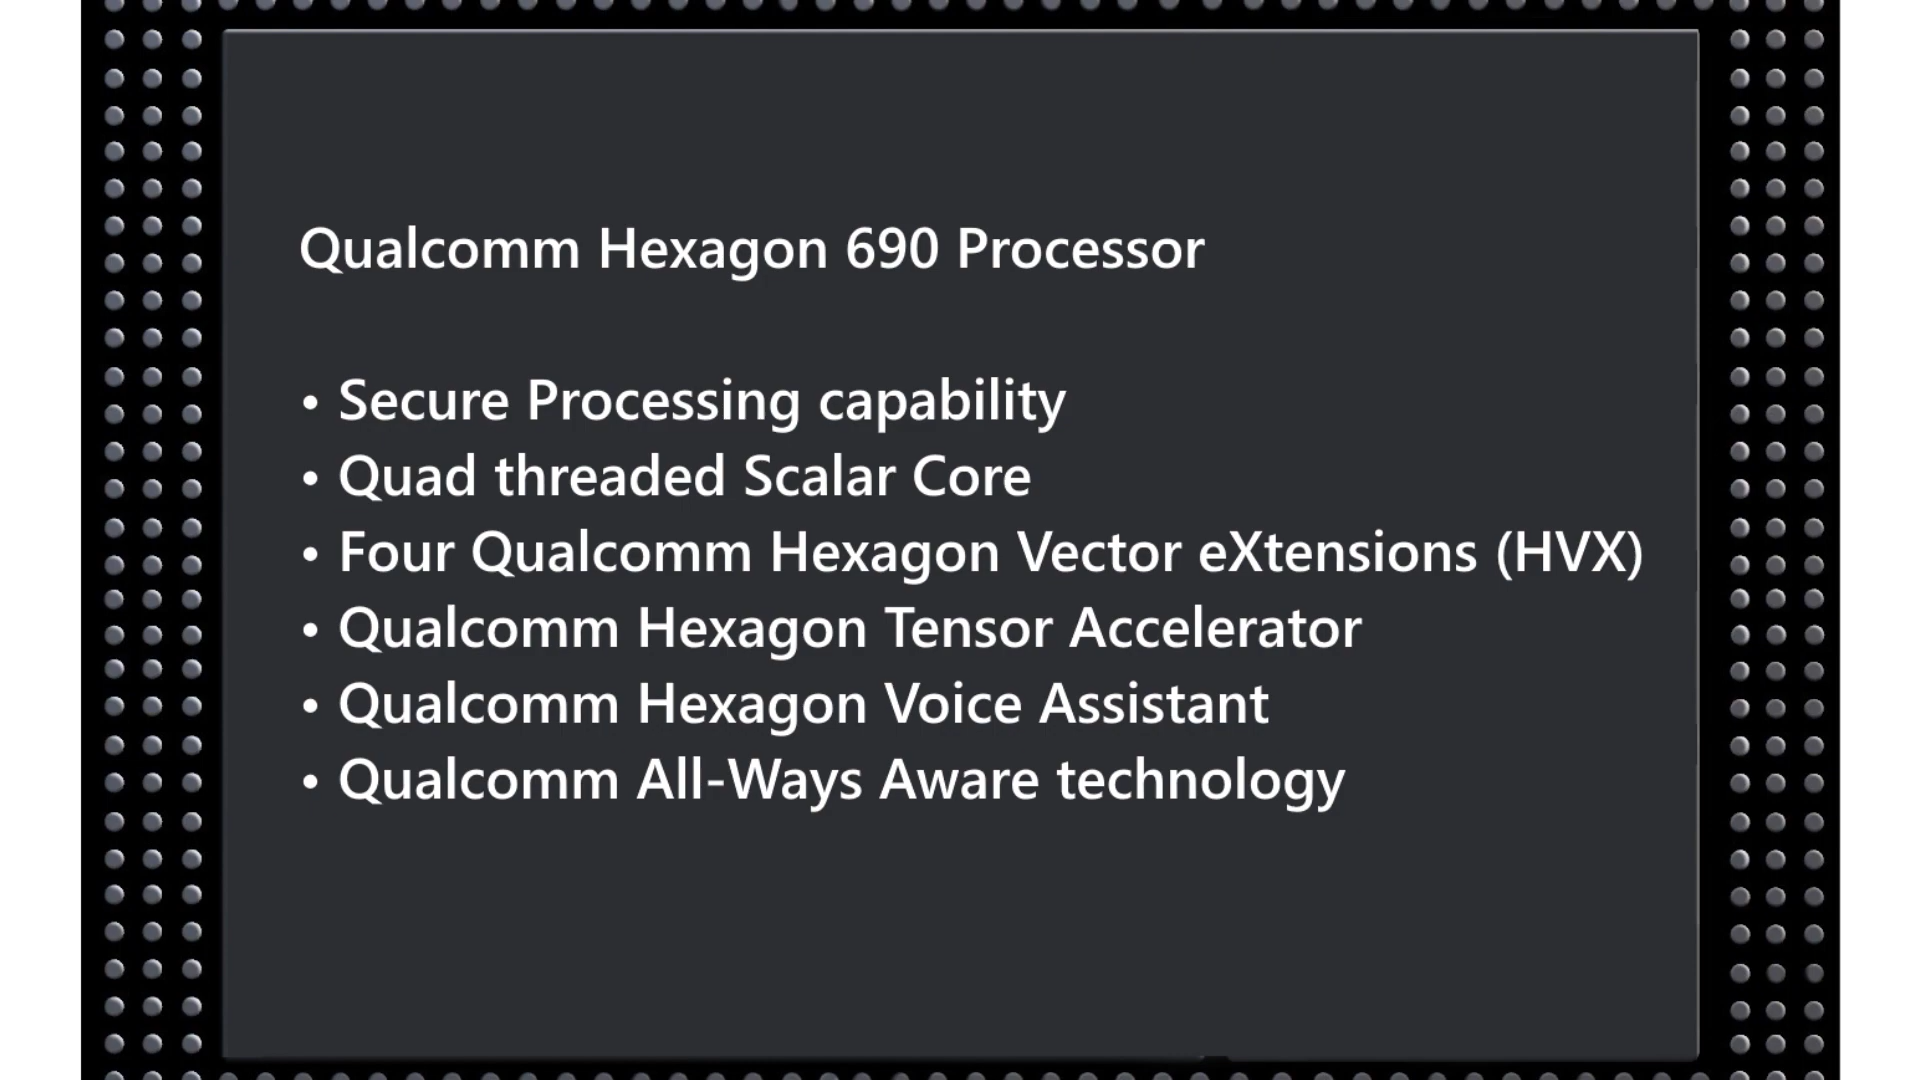 Qualcomm Hexagon 690 Processor
• Secure Processing capability
• Quad threaded Scalar Core
• Four Qualcomm Hexagon Vector eXtensions (HVX)
• Qualcomm Hexagon Tensor Accelerator
• Qualcomm Hexagon Voice Assistant
• Qualcomm All-Ways Aware technology